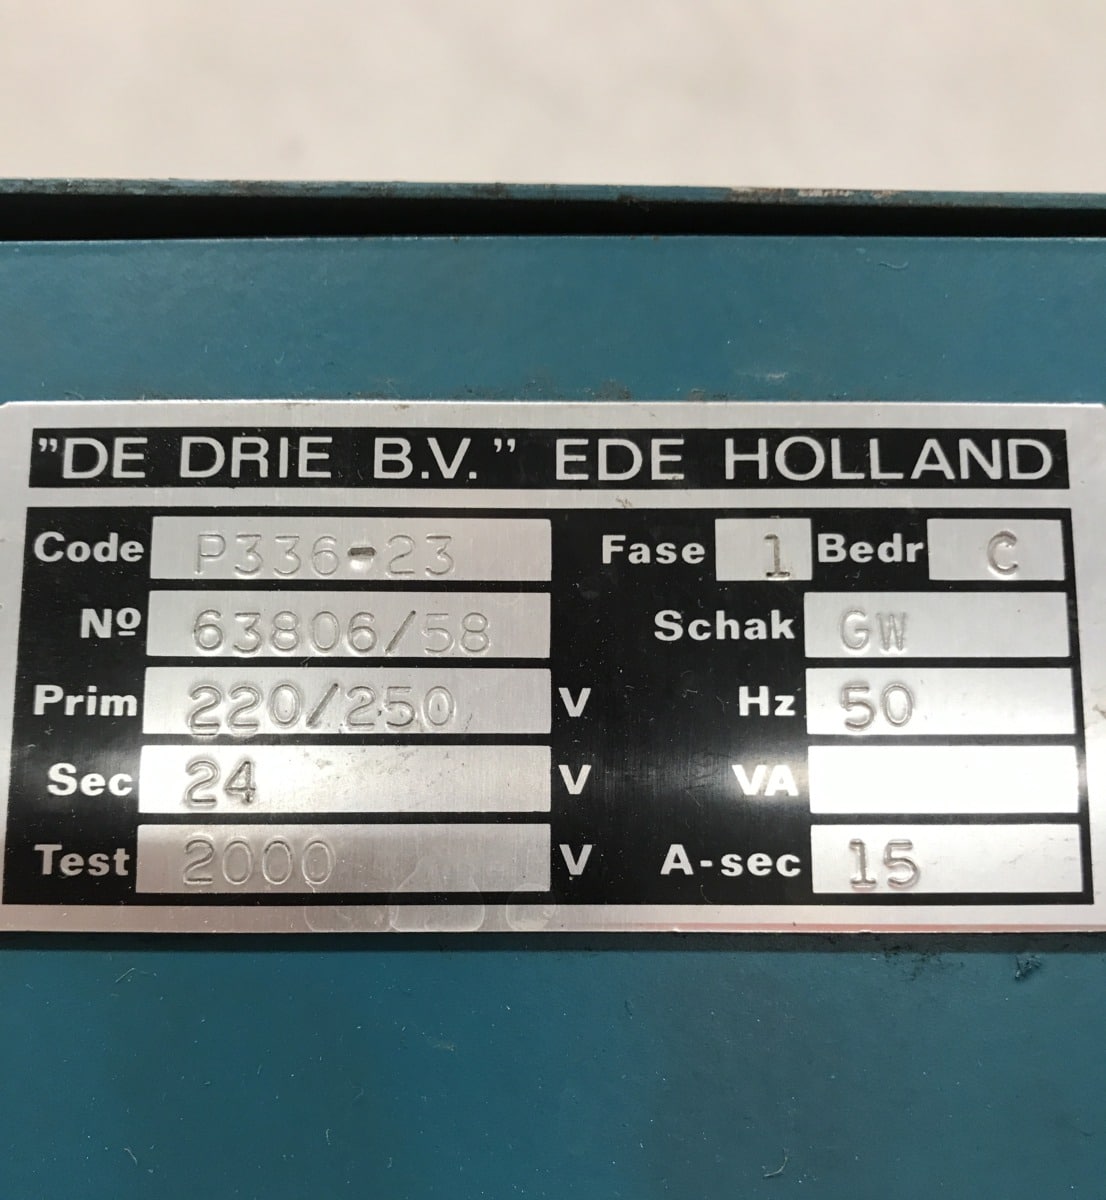 "DE DRIE B.V." EDE HOLLAND
Code P336-23 Fase 1 Bedr C
Nº 63806/58 Schak GW
Prim 220/250 V Hz 50
Sec 24 V VA
Test 2000 V A-sec 15